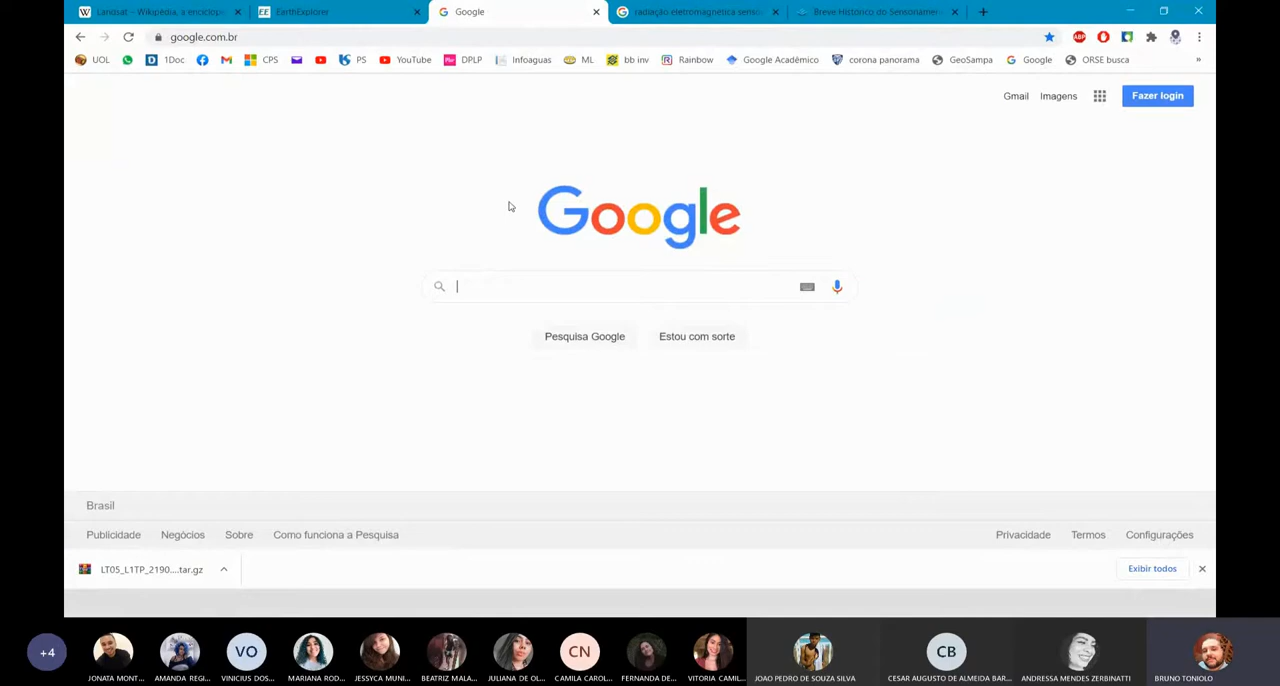 Landsat – Wikipédia, a enciclop
EarthExplorer
Google
radiação eletromagnetica senso
Breve Histórico do Sensoriamen
google.com.br
UOL
1Doc
CPS
PS
YouTube
DPLP
Infoaguas
ML
bb inv
Rainbow
Google Acadêmico
corona panorama
GeoSampa
Google
ORSE busca
»
Gmail
Imagens
Fazer login
Google
Pesquisa Google
Estou com sorte
Brasil
Publicidade
Negócios
Sobre
Como funciona a Pesquisa
Privacidade
Termos
Configurações
LT05_L1TP_2190....tar.gz
Exibir todos
+4
VO
CN
CB
JONATA MONT...
AMANDA REGI...
VINICIUS DOS...
MARIANA ROD...
JESSYCA MUNI...
BEATRIZ MALA...
JULIANA DE OL...
CAMILA CAROL...
FERNANDA DE...
VITORIA CAMIL...
JOAO PEDRO DE SOUZA SILVA
CESAR AUGUSTO DE ALMEIDA BAR...
ANDRESSA MENDES ZERBINATTI
BRUNO TONIOLO